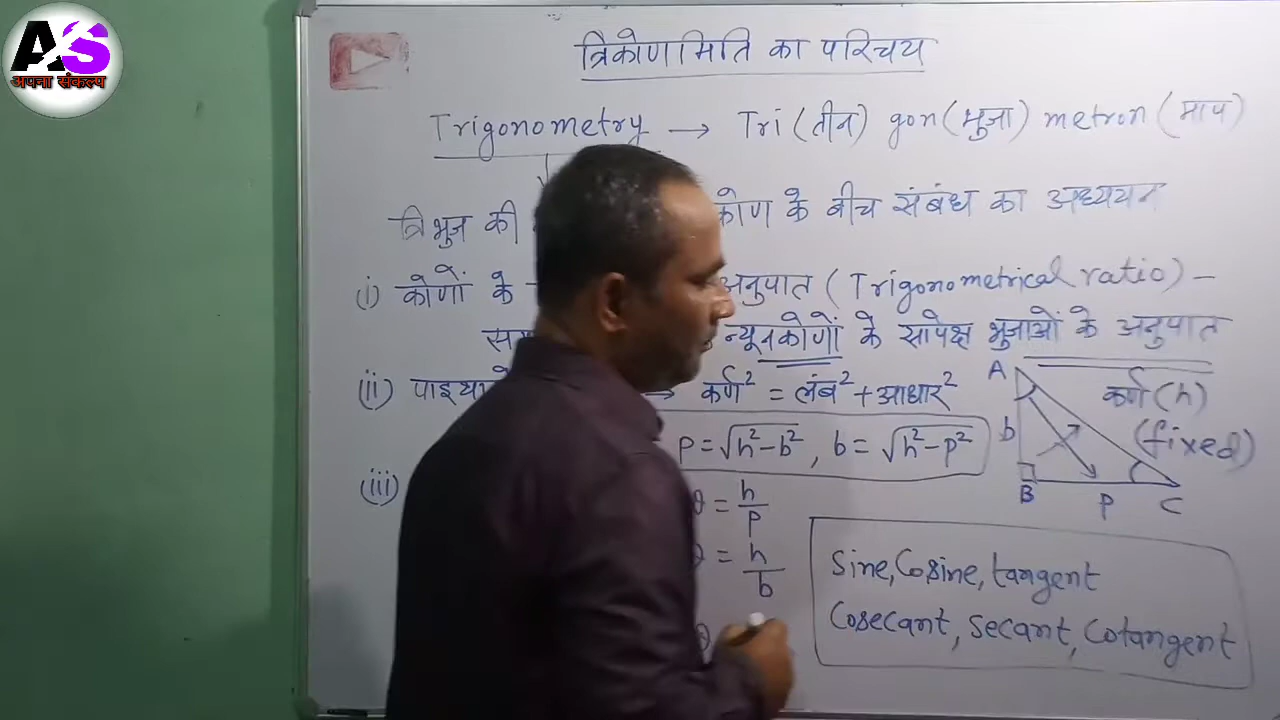 AS
अपना संकल्प
त्रिकोणमिति का परिचय
Trigonometry → Tri (तीन) gon (भुजा) metron (माप)
त्रिभुज की कोण के बीच संबंध का अध्ययन
(i) कोणों के अनुपात (Trigonometrical ratio) –
न्यूनकोणों के सापेक्ष भुजाओं के अनुपात
(ii) → कर्ण² = लंब² + आधार²
P = √h²-b² , b = √h²-p²
(iii) θ = h/p
θ = h/b
θ
A
कर्ण (h)
(fixed)
b
B P C
Sine, Cosine, tangent
Cosecant, Secant, Cotangent